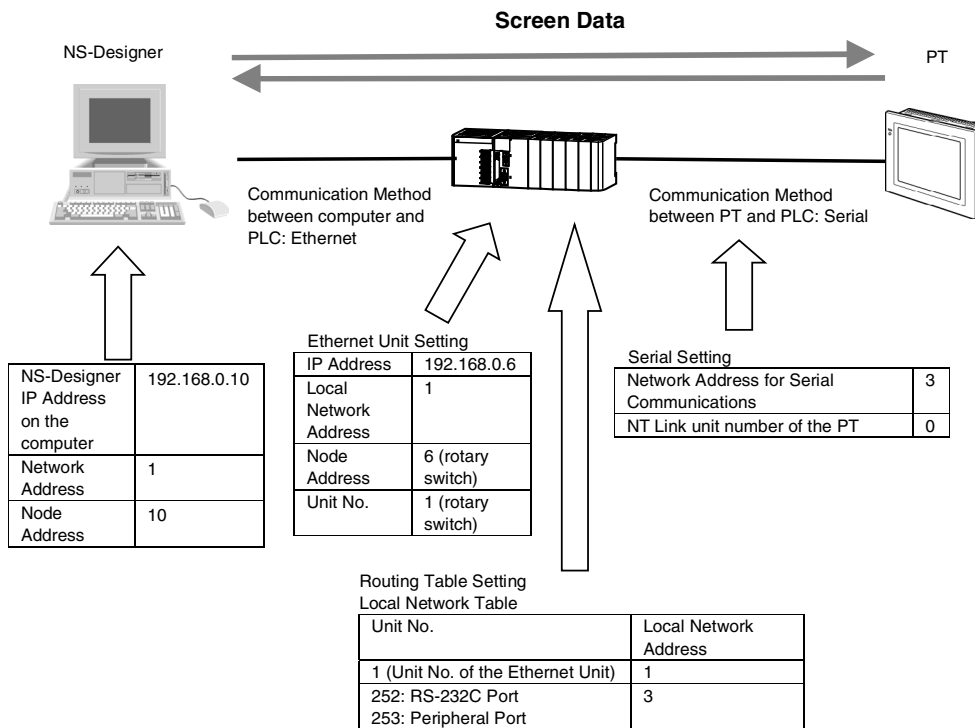 Screen Data
NS-Designer
PT
Communication Method
between computer and
PLC: Ethernet
Communication Method
between PT and PLC: Serial
NS-Designer
IP Address
on the
computer
192.168.0.10
Network
Address
1
Node
Address
10
Ethernet Unit Setting
IP Address
192.168.0.6
Local
Network
Address
1
Node
Address
6 (rotary
switch)
Unit No.
1 (rotary
switch)
Serial Setting
Network Address for Serial
Communications
3
NT Link unit number of the PT
0
Routing Table Setting
Local Network Table
Unit No.
Local Network
Address
1 (Unit No. of the Ethernet Unit)
1
252: RS-232C Port
253: Peripheral Port
3